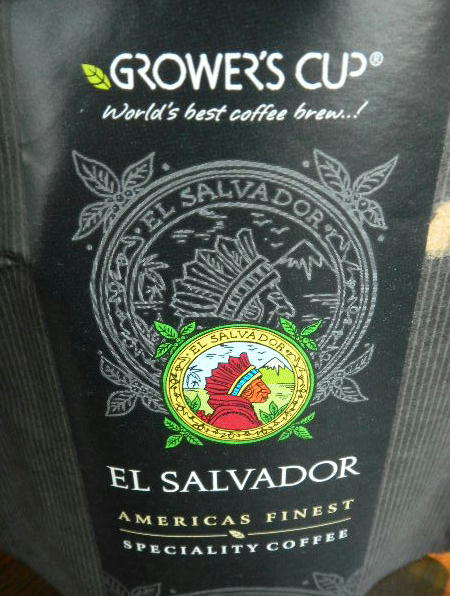 GROWER'S CUP®
World's best coffee brew..!
EL SALVADOR
EL SALVADOR
EL SALVADOR
AMERICAS FINEST
SPECIALITY COFFEE